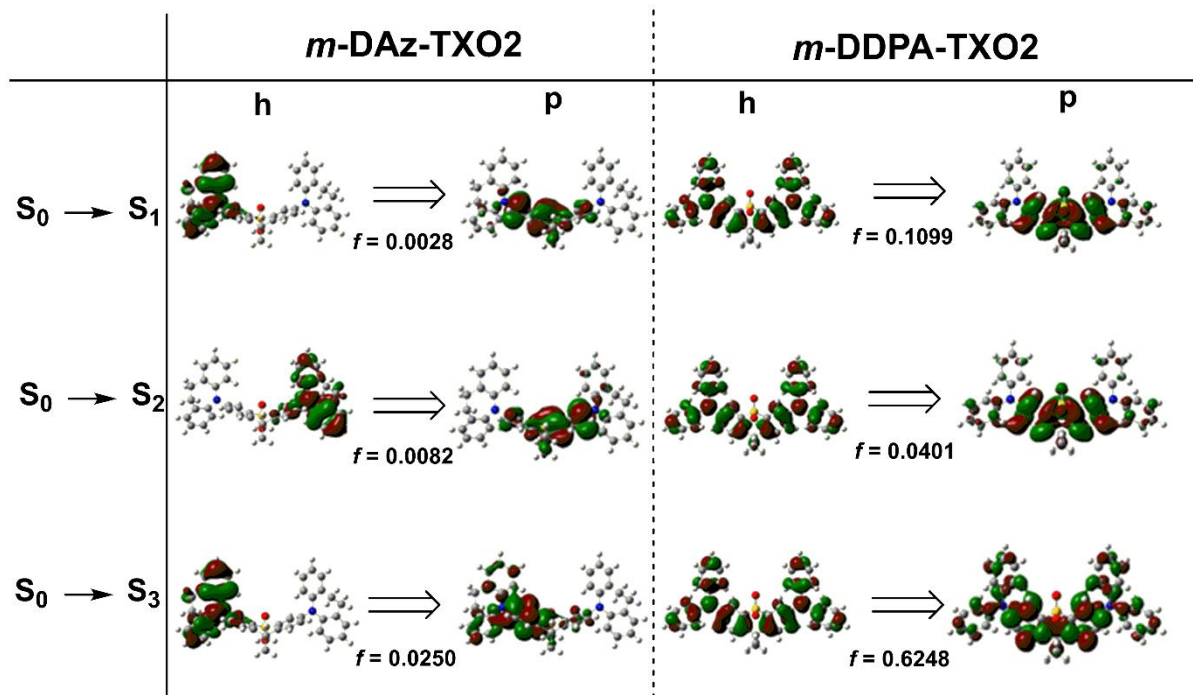 m-DAz-TXO2 m-DDPA-TXO2
h p h p
S0 → S1 f = 0.0028 f = 0.1099
S0 → S2 f = 0.0082 f = 0.0401
S0 → S3 f = 0.0250 f = 0.6248